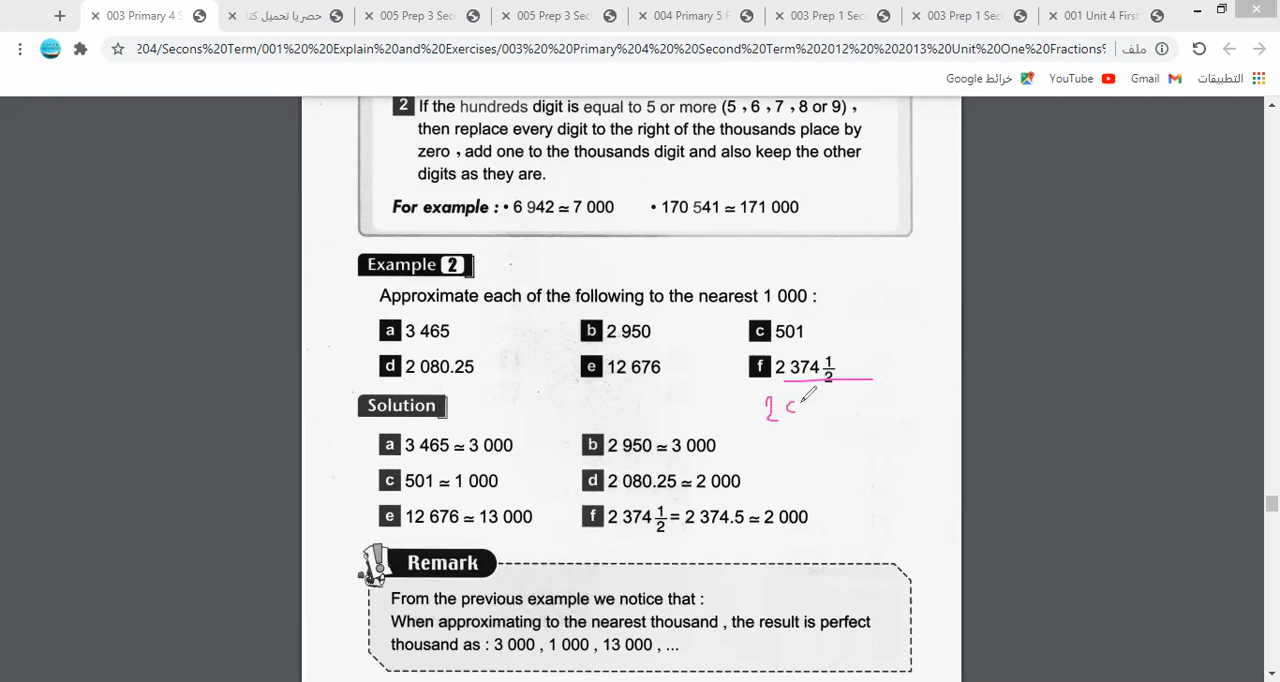 003 Primary 4 S
حصريا تحميل كتا
005 Prep 3 Sec
005 Prep 3 Sec
004 Primary 5 F
003 Prep 1 Sec
003 Prep 1 Sec
001 Unit 4 First
204/Secons%20Term/001%20%20Explain%20and%20Exercise/003%20%20Primary%204%20%20Second%20Term%202012%20%202013%20Unit%20One%20Fractions%
ملف
التطبيقات
Gmail
YouTube
خرائط Google
2 If the hundreds digit is equal to 5 or more (5 , 6 , 7 , 8 or 9) ,
then replace every digit to the right of the thousands place by
zero , add one to the thousands digit and also keep the other
digits as they are.
For example : • 6 942 ≃ 7 000 • 170 541 ≃ 171 000
Example 2
Approximate each of the following to the nearest 1 000 :
a 3 465 b 2 950 c 501
d 2 080.25 e 12 676 f 2 374 1/2
2
Solution
a 3 465 ≃ 3 000 b 2 950 ≃ 3 000
c 501 ≃ 1 000 d 2 080.25 ≃ 2 000
e 12 676 ≃ 13 000 f 2 374 1/2 = 2 374.5 ≃ 2 000
Remark
From the previous example we notice that :
When approximating to the nearest thousand , the result is perfect
thousand as : 3 000 , 1 000 , 13 000 , ...